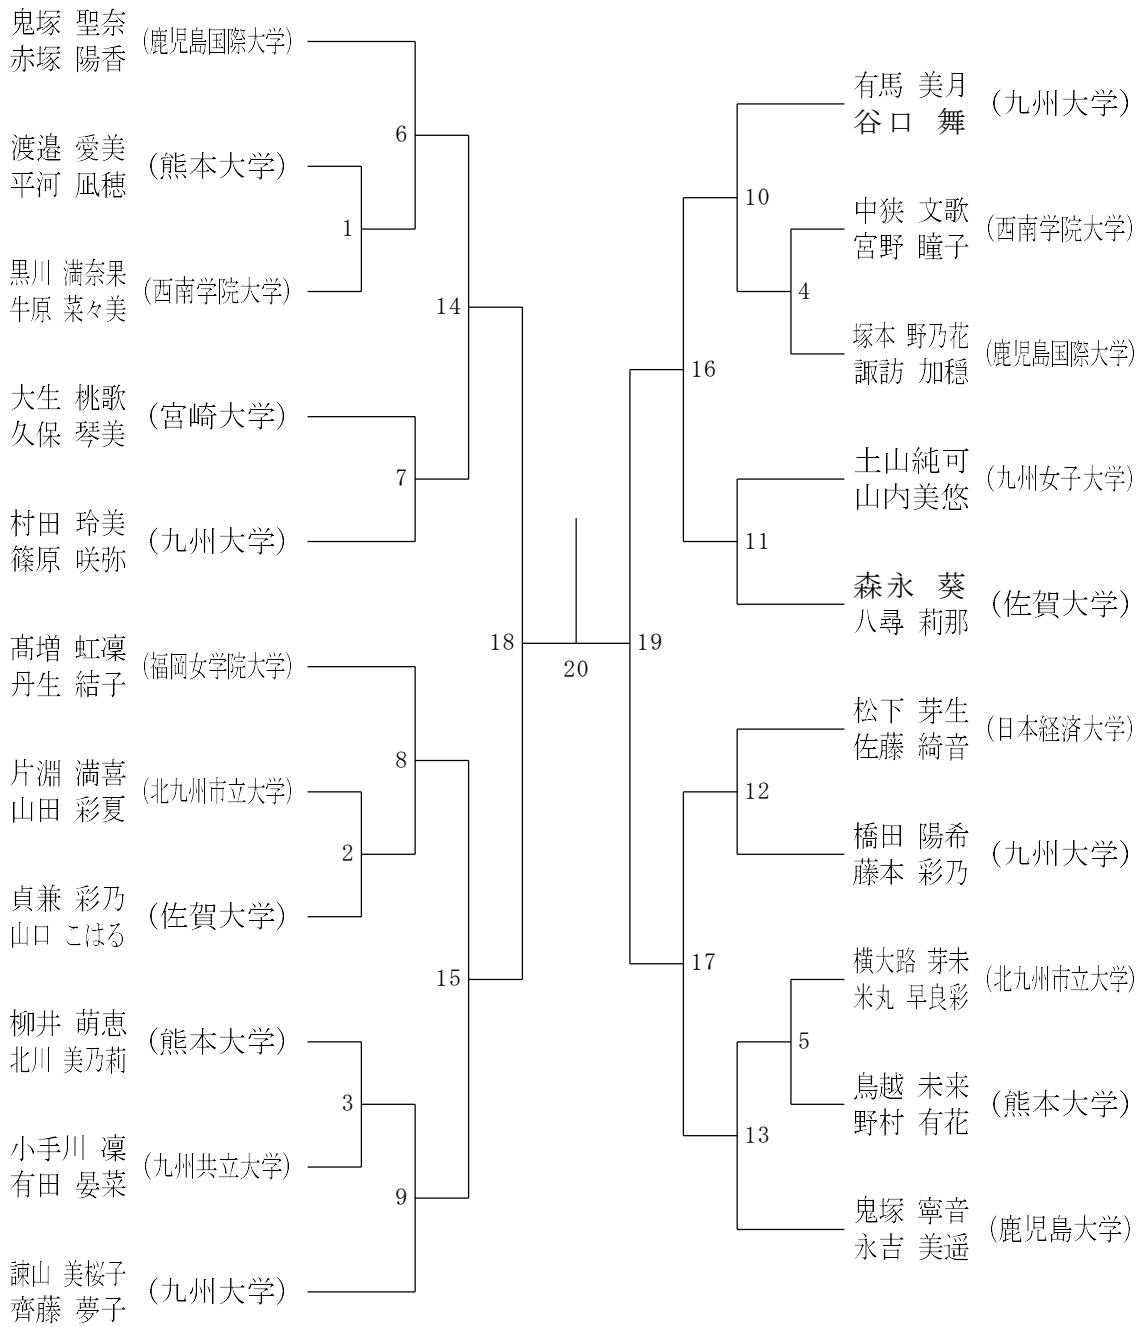 鬼塚 聖奈
赤塚 陽香
(鹿児島国際大学)
渡邉 愛美
平河 凪穂
(熊本大学)
黒川 満奈果
牛原 菜々美
(西南学院大学)
大生 桃歌
久保 琴美
(宮崎大学)
村田 玲美
篠原 咲弥
(九州大学)
髙増 虹凜
丹生 結子
(福岡女学院大学)
片淵 満喜
山田 彩夏
(北九州市立大学)
貞兼 彩乃
山口 こはる
(佐賀大学)
柳井 萌恵
北川 美乃莉
(熊本大学)
小手川 凜
有田 晏菜
(九州共立大学)
諫山 美桜子
齊藤 夢子
(九州大学)
6
1
14
7
18
8
2
15
3
9
20
19
10
4
16
11
12
17
5
13
有馬 美月
谷口 舞
(九州大学)
中狭 文歌
宮野 瞳子
(西南学院大学)
塚本 野乃花
諏訪 加穏
(鹿児島国際大学)
土山純可
山内美悠
(九州女子大学)
森永 葵
八尋 莉那
(佐賀大学)
松下 芽生
佐藤 綺音
(日本経済大学)
橋田 陽希
藤本 彩乃
(九州大学)
横大路 芽未
米丸 早良彩
(北九州市立大学)
鳥越 未来
野村 有花
(熊本大学)
鬼塚 寧音
永吉 美遥
(鹿児島大学)